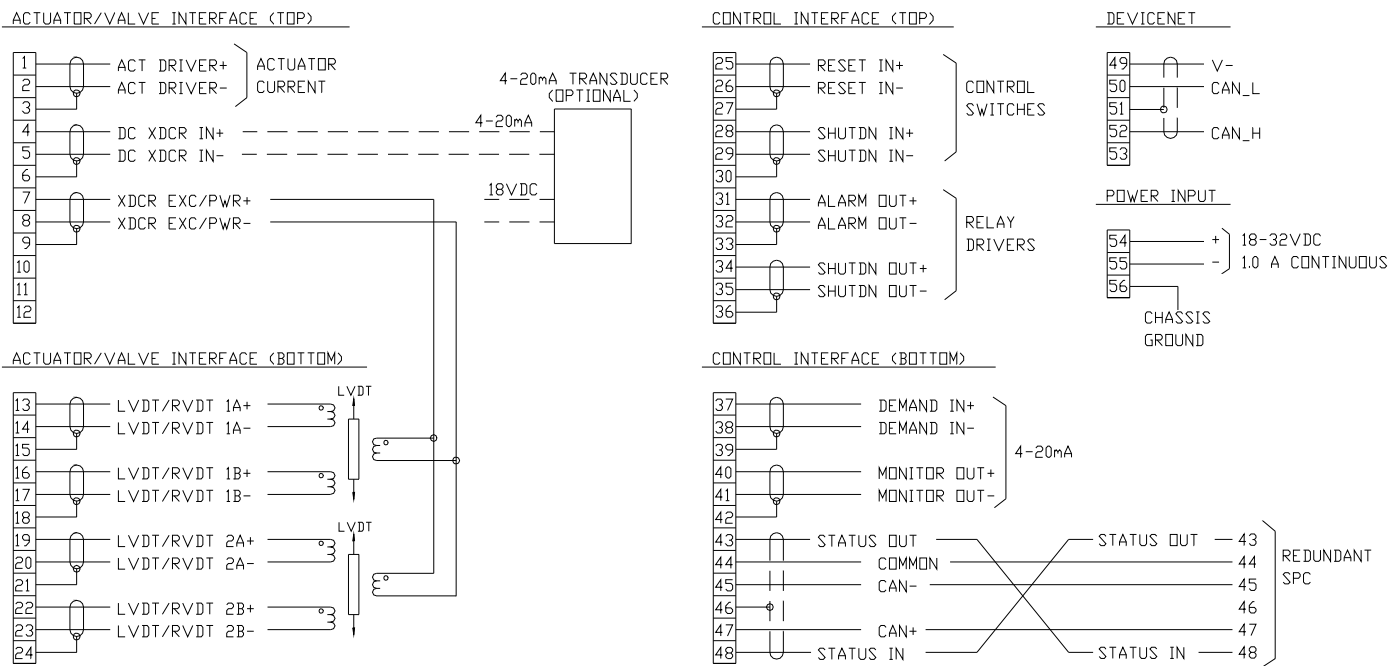 ACTUATOR/VALVE INTERFACE (TOP)
1 ACT DRIVER+
2 ACT DRIVER-
3
ACTUATOR
CURRENT
4 DC XDCR IN+
5 DC XDCR IN-
6
7 XDCR EXC/PWR+
8 XDCR EXC/PWR-
9
10
11
12
4-20mA TRANSDUCER
(OPTIONAL)
4-20mA
18VDC
ACTUATOR/VALVE INTERFACE (BOTTOM)
13 LVDT/RVDT 1A+
14 LVDT/RVDT 1A-
15
16 LVDT/RVDT 1B+
17 LVDT/RVDT 1B-
18
19 LVDT/RVDT 2A+
20 LVDT/RVDT 2A-
21
22 LVDT/RVDT 2B+
23 LVDT/RVDT 2B-
24
LVDT
LVDT
CONTROL INTERFACE (TOP)
25 RESET IN+
26 RESET IN-
27
28 SHUTDN IN+
29 SHUTDN IN-
30
CONTROL
SWITCHES
31 ALARM OUT+
32 ALARM OUT-
33
34 SHUTDN OUT+
35 SHUTDN OUT-
36
RELAY
DRIVERS
CONTROL INTERFACE (BOTTOM)
37 DEMAND IN+
38 DEMAND IN-
39
40 MONITOR OUT+
41 MONITOR OUT-
42
4-20mA
43 STATUS OUT STATUS OUT 43
44 COMMON 44
45 CAN- 45
46 46
47 CAN+ 47
48 STATUS IN STATUS IN 48
REDUNDANT
SPC
DEVICENET
49 V-
50 CAN_L
51
52 CAN_H
53
POWER INPUT
54 + 18-32VDC
55 - 1.0 A CONTINUOUS
56
CHASSIS
GROUND